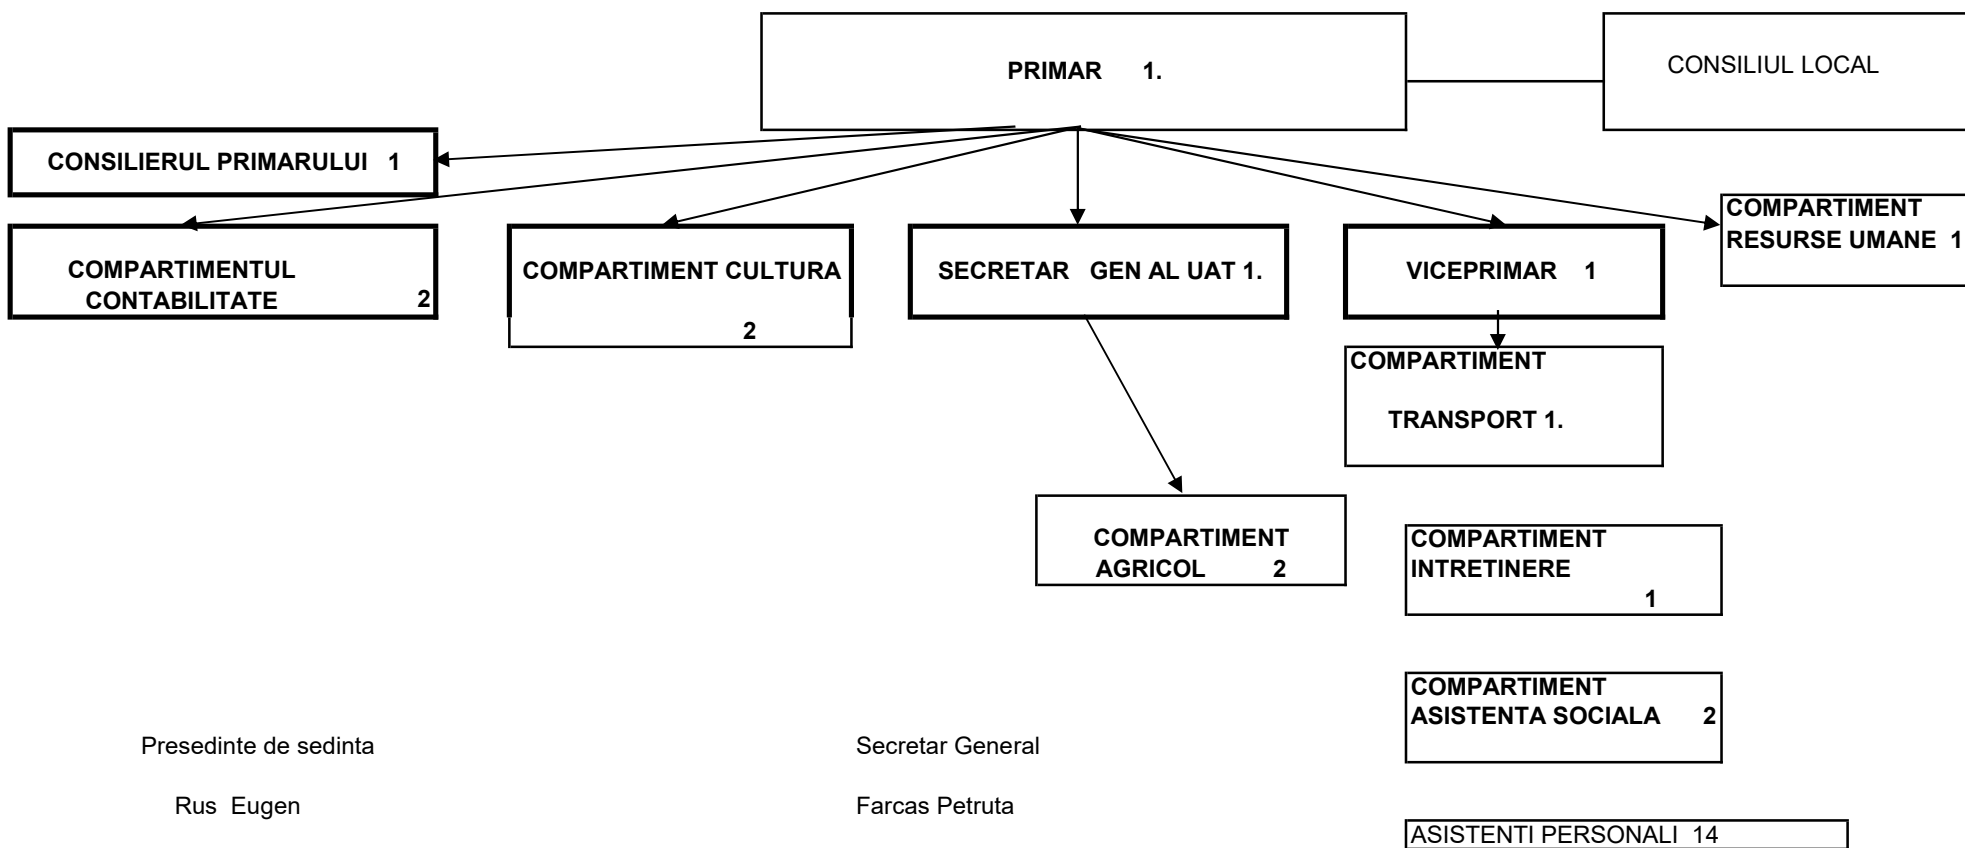 PRIMAR 1.
CONSILIUL LOCAL
CONSILIERUL PRIMARULUI 1
COMPARTIMENTUL
CONTABILITATE 2
COMPARTIMENT CULTURA
2
SECRETAR GEN AL UAT 1.
VICEPRIMAR 1
COMPARTIMENT
RESURSE UMANE 1
COMPARTIMENT
TRANSPORT 1.
COMPARTIMENT
AGRICOL 2
COMPARTIMENT
INTRETINERE
1
COMPARTIMENT
ASISTENTA SOCIALA 2
Presedinte de sedinta
Rus Eugen
Secretar General
Farcas Petruta
ASISTENTI PERSONALI 14